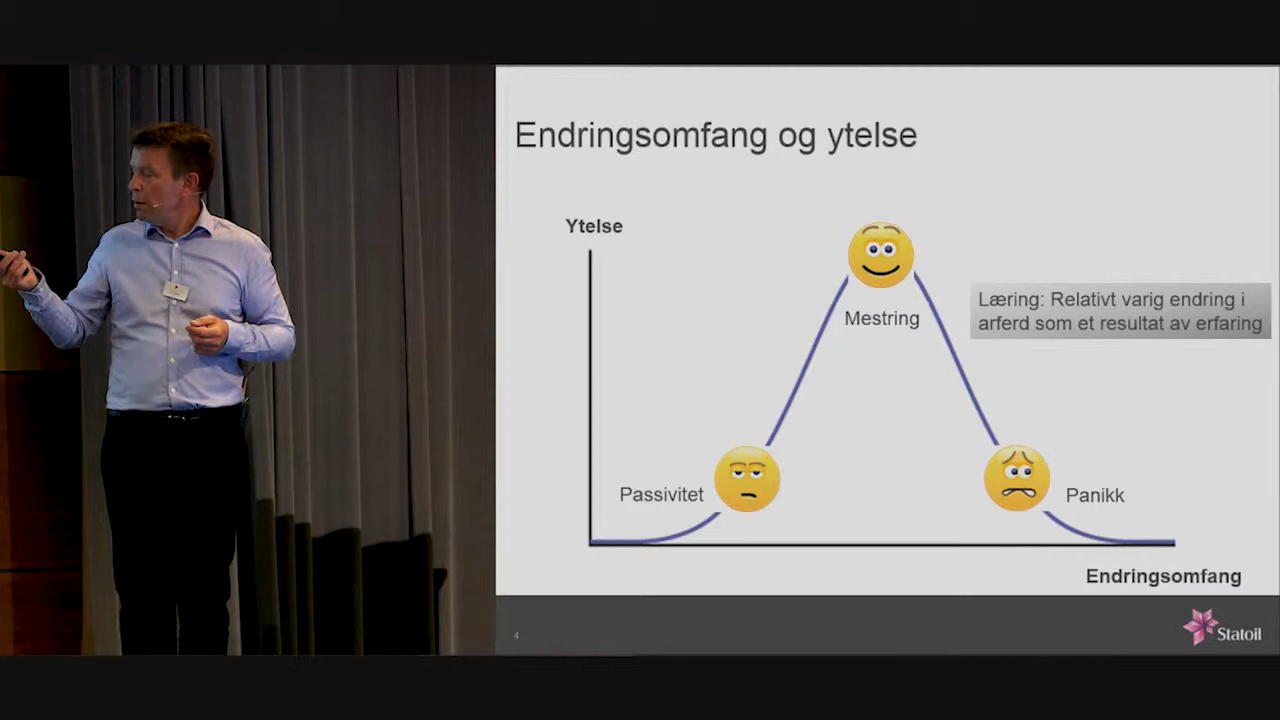 Endringsomfang og ytelse
Ytelse
Mestring
Læring: Relativt varig endring i
arferd som et resultat av erfaring
Passivitet
Panikk
Endringsomfang
4
Statoil